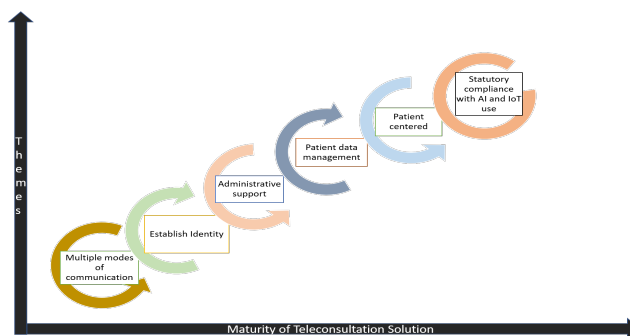 Themes
Statutory
compliance
with AI and IoT
use
Patient
centered
Patient data
management
Administrative
support
Establish Identity
Multiple modes
of
communication
Maturity of Teleconsultation Solution